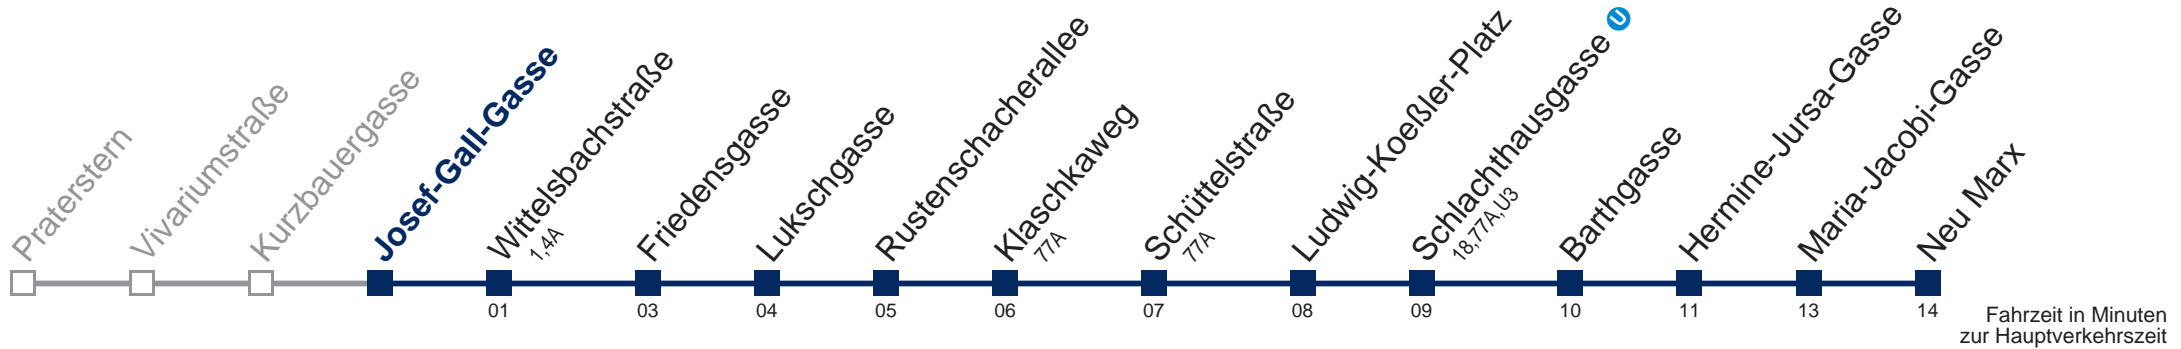 Praterstern
Vivariumstraße
Kurzbauergasse
Josef-Gall-Gasse
Wittelsbachstraße
1,4A
Friedensgasse
Lukschgasse
Rustenschacherallee
Klaschkaweg
77A
Schüttelstraße
77A
Ludwig-Koeßler-Platz
Schlachthausgasse U
18,77A,U3
Barthgasse
Hermine-Jursa-Gasse
Maria-Jacobi-Gasse
Neu Marx
01 03 04 05 06 07 08 09 10 11 13 14
Fahrzeit in Minuten
zur Hauptverkehrszeit